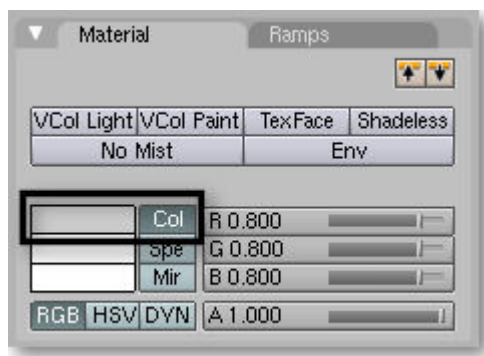 Material Ramps
VCol Light VCol Paint TexFace Shadeless
No Mist Env
Col R 0.800
Spe G 0.800
Mir B 0.800
RGB HSV DYN A 1.000